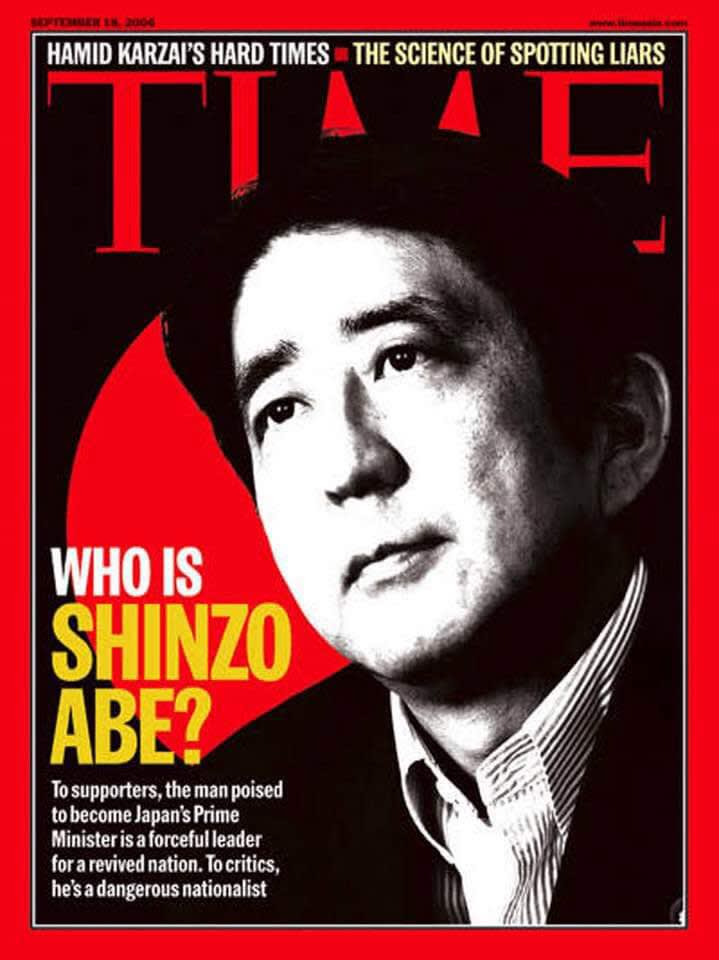 SEPTEMBER 18, 2006
www.timeasia.com
HAMID KARZAI'S HARD TIMES ■ THE SCIENCE OF SPOTTING LIARS
TIME
WHO IS
SHINZO
ABE?
To supporters, the man poised
to become Japan's Prime
Minister is a forceful leader
for a revived nation. To critics,
he's a dangerous nationalist